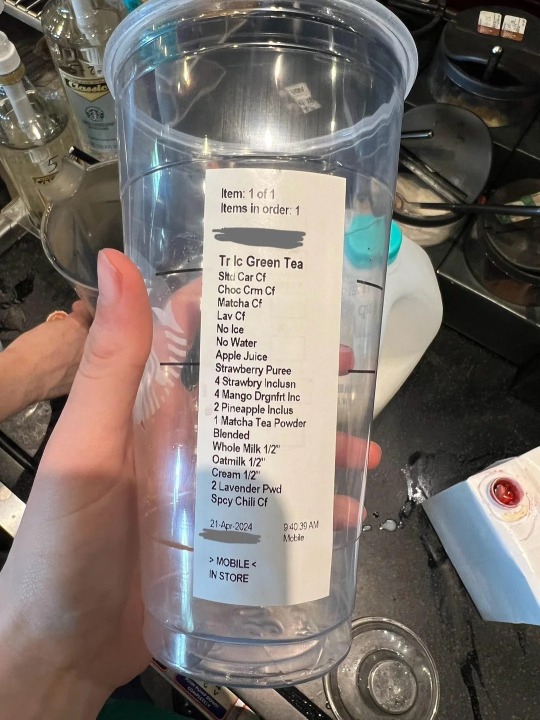 Classic
Item: 1 of 1
Items in order: 1
Tr Ic Green Tea
Sltd Car Cf
Choc Crm Cf
Matcha Cf
Lav Cf
No Ice
No Water
Apple Juice
Strawberry Puree
4 Strawbry Inclusn
4 Mango Drgnfrt Inc
2 Pineapple Inclus
1 Matcha Tea Powder
Blended
Whole Milk 1/2"
Oatmilk 1/2"
Cream 1/2"
2 Lavender Pwd
Spcy Chili Cf
21-Apr-2024 9:40:39 AM
Mobile
> MOBILE <
IN STORE